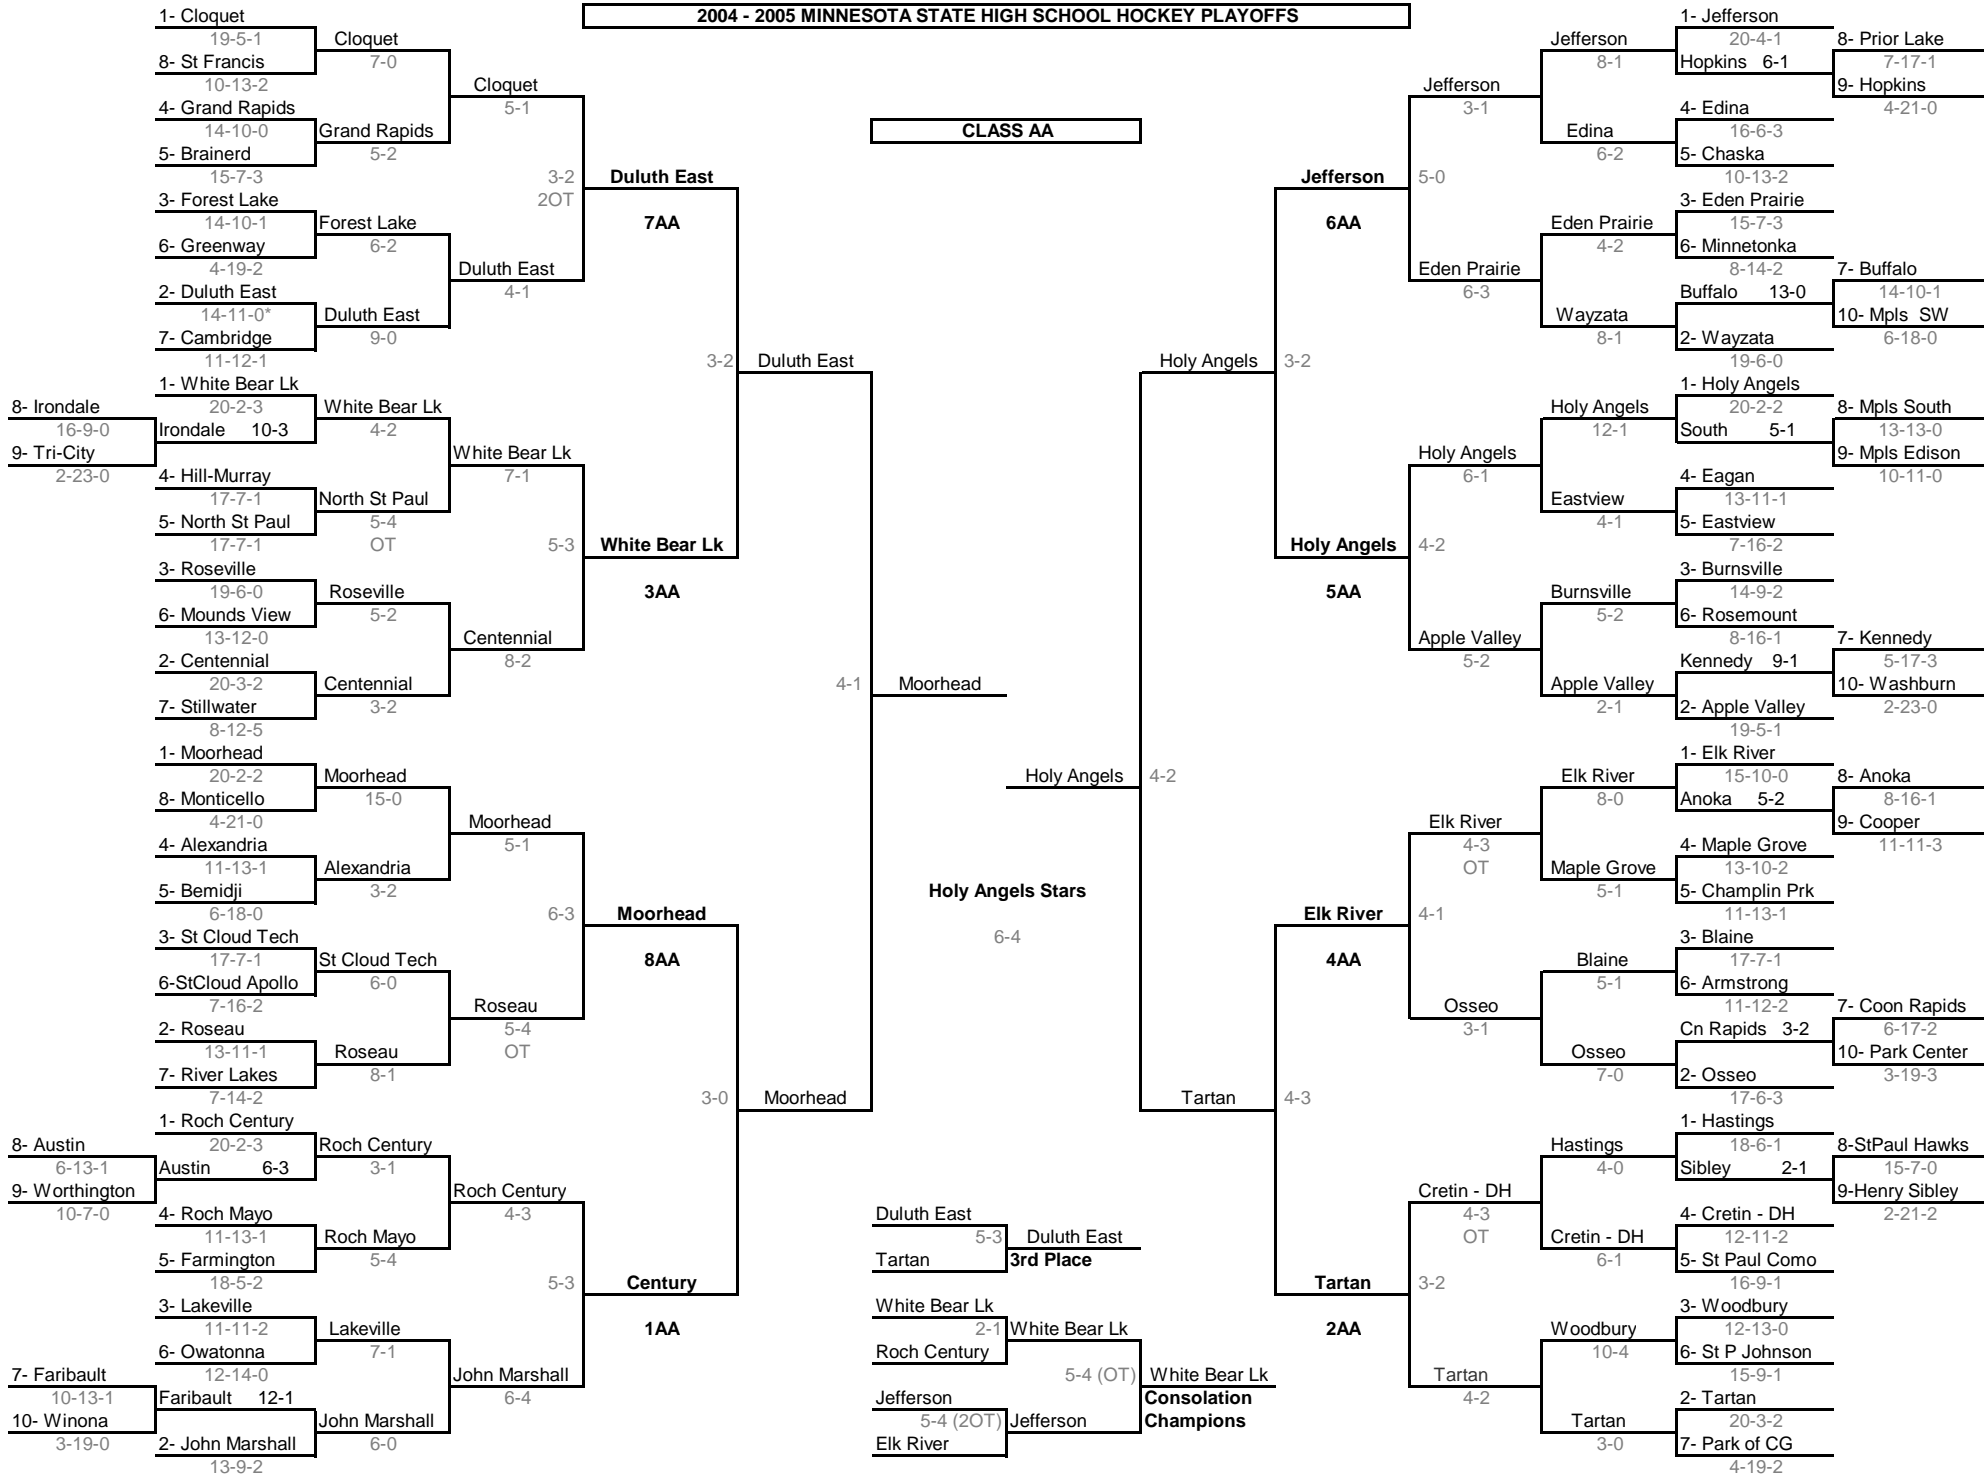 2004 - 2005 MINNESOTA STATE HIGH SCHOOL HOCKEY PLAYOFFS
CLASS AA
8- Irondale
16-9-0
9- Tri-City
2-23-0
8- Austin
6-13-1
9- Worthington
10-7-0
7- Faribault
10-13-1
10- Winona
3-19-0
1- Cloquet
19-5-1
8- St Francis
10-13-2
4- Grand Rapids
14-10-0
5- Brainerd
15-7-3
3- Forest Lake
14-10-1
6- Greenway
4-19-2
2- Duluth East
14-11-0*
7- Cambridge
11-12-1
1- White Bear Lk
20-2-3
Irondale 10-3
4- Hill-Murray
17-7-1
5- North St Paul
17-7-1
3- Roseville
19-6-0
6- Mounds View
13-12-0
2- Centennial
20-3-2
7- Stillwater
8-12-5
1- Moorhead
20-2-2
8- Monticello
4-21-0
4- Alexandria
11-13-1
5- Bemidji
6-18-0
3- St Cloud Tech
17-7-1
6-StCloud Apollo
7-16-2
2- Roseau
13-11-1
7- River Lakes
7-14-2
1- Roch Century
20-2-3
Austin 6-3
4- Roch Mayo
11-13-1
5- Farmington
18-5-2
3- Lakeville
11-11-2
6- Owatonna
12-14-0
Faribault 12-1
2- John Marshall
13-9-2
Cloquet
7-0
Grand Rapids
5-2
Forest Lake
6-2
Duluth East
9-0
White Bear Lk
4-2
North St Paul
5-4
OT
Roseville
5-2
Centennial
3-2
Moorhead
15-0
Alexandria
3-2
St Cloud Tech
6-0
Roseau
8-1
Roch Century
3-1
Roch Mayo
5-4
Lakeville
7-1
John Marshall
6-0
Cloquet
5-1
Duluth East
4-1
White Bear Lk
7-1
Centennial
8-2
Moorhead
5-1
Roseau
5-4
OT
Roch Century
4-3
John Marshall
6-4
3-2
2OT
Duluth East
7AA
5-3
White Bear Lk
3AA
6-3
Moorhead
8AA
5-3
Century
1AA
3-2
Duluth East
3-0
Moorhead
4-1
Moorhead
Holy Angels
4-2
Holy Angels Stars
6-4
Duluth East
5-3
Duluth East
Tartan
3rd Place
White Bear Lk
2-1
White Bear Lk
Roch Century
5-4 (OT)
White Bear Lk
Jefferson
Consolation
5-4 (2OT)
Jefferson
Champions
Elk River
Holy Angels
3-2
Tartan
4-3
Jefferson
5-0
6AA
Holy Angels
4-2
5AA
Elk River
4-1
4AA
Tartan
3-2
2AA
Jefferson
3-1
Eden Prairie
6-3
Holy Angels
6-1
Apple Valley
5-2
Elk River
4-3
OT
Osseo
3-1
Cretin - DH
4-3
OT
Tartan
4-2
Jefferson
8-1
Edina
6-2
Eden Prairie
4-2
Wayzata
8-1
Holy Angels
12-1
Eastview
4-1
Burnsville
5-2
Apple Valley
2-1
Elk River
8-0
Maple Grove
5-1
Blaine
5-1
Osseo
7-0
Hastings
4-0
Cretin - DH
6-1
Woodbury
10-4
Tartan
3-0
1- Jefferson
20-4-1
Hopkins 6-1
4- Edina
16-6-3
5- Chaska
10-13-2
3- Eden Prairie
15-7-3
6- Minnetonka
8-14-2
Buffalo 13-0
2- Wayzata
19-6-0
1- Holy Angels
20-2-2
South 5-1
4- Eagan
13-11-1
5- Eastview
7-16-2
3- Burnsville
14-9-2
6- Rosemount
8-16-1
Kennedy 9-1
2- Apple Valley
19-5-1
1- Elk River
15-10-0
Anoka 5-2
4- Maple Grove
13-10-2
5- Champlin Prk
11-13-1
3- Blaine
17-7-1
6- Armstrong
11-12-2
Cn Rapids 3-2
2- Osseo
17-6-3
1- Hastings
18-6-1
Sibley 2-1
4- Cretin - DH
12-11-2
5- St Paul Como
16-9-1
3- Woodbury
12-13-0
6- St P Johnson
15-9-1
2- Tartan
20-3-2
7- Park of CG
4-19-2
8- Prior Lake
7-17-1
9- Hopkins
4-21-0
7- Buffalo
14-10-1
10- Mpls SW
6-18-0
8- Mpls South
13-13-0
9- Mpls Edison
10-11-0
7- Kennedy
5-17-3
10- Washburn
2-23-0
8- Anoka
8-16-1
9- Cooper
11-11-3
7- Coon Rapids
6-17-2
10- Park Center
3-19-3
8-StPaul Hawks
15-7-0
9-Henry Sibley
2-21-2